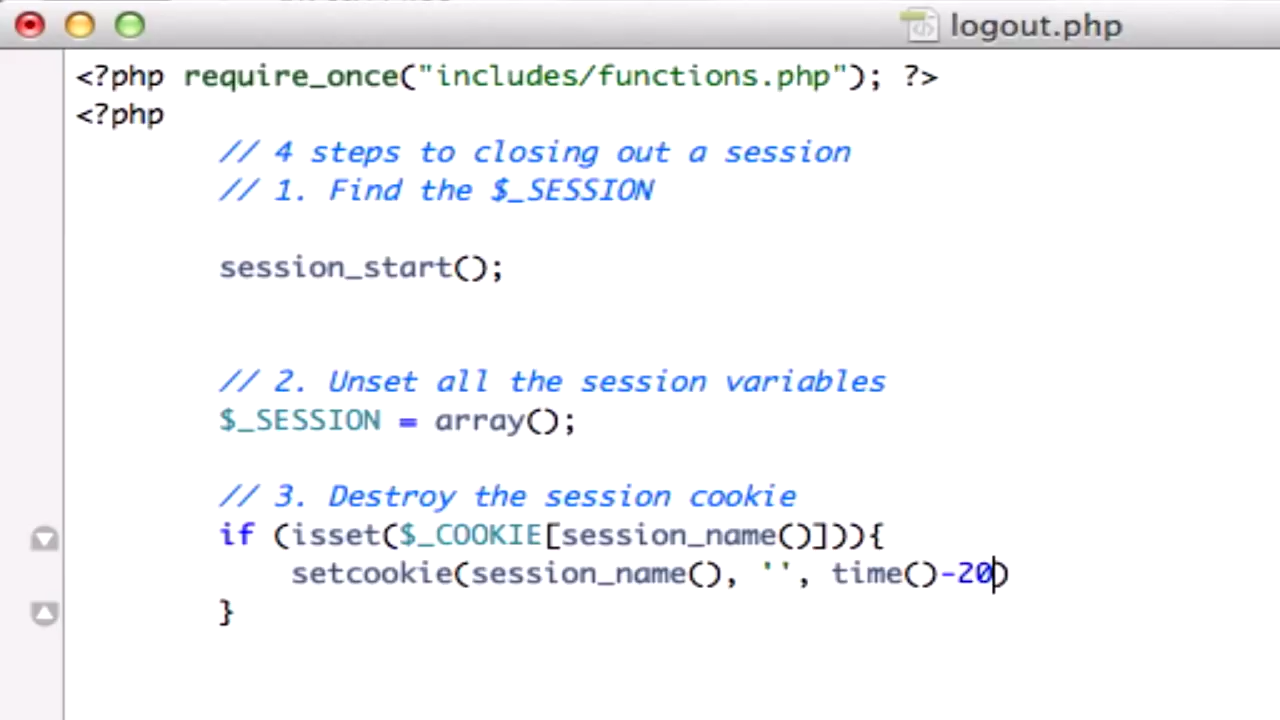 logout.php
<?php require_once("includes/functions.php"); ?>
<?php
// 4 steps to closing out a session
// 1. Find the $_SESSION
session_start();
// 2. Unset all the session variables
$_SESSION = array();
// 3. Destroy the session cookie
if (isset($_COOKIE[session_name()])){
setcookie(session_name(), '', time()-20)
}